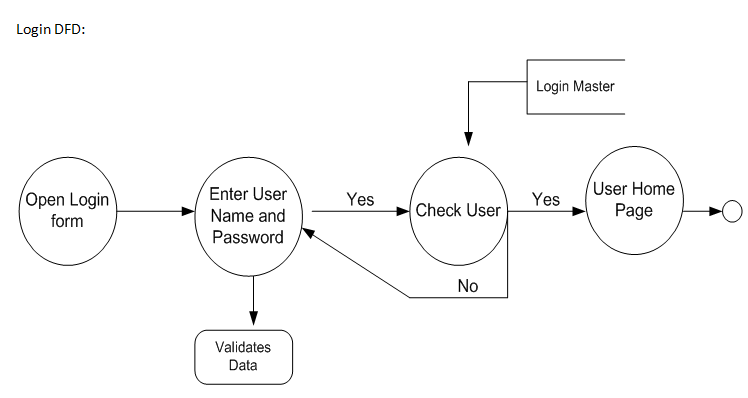 Login DFD:
Login Master
Open Login
form
Enter User
Name and
Password
Yes
Check User
Yes
User Home
Page
No
Validates
Data